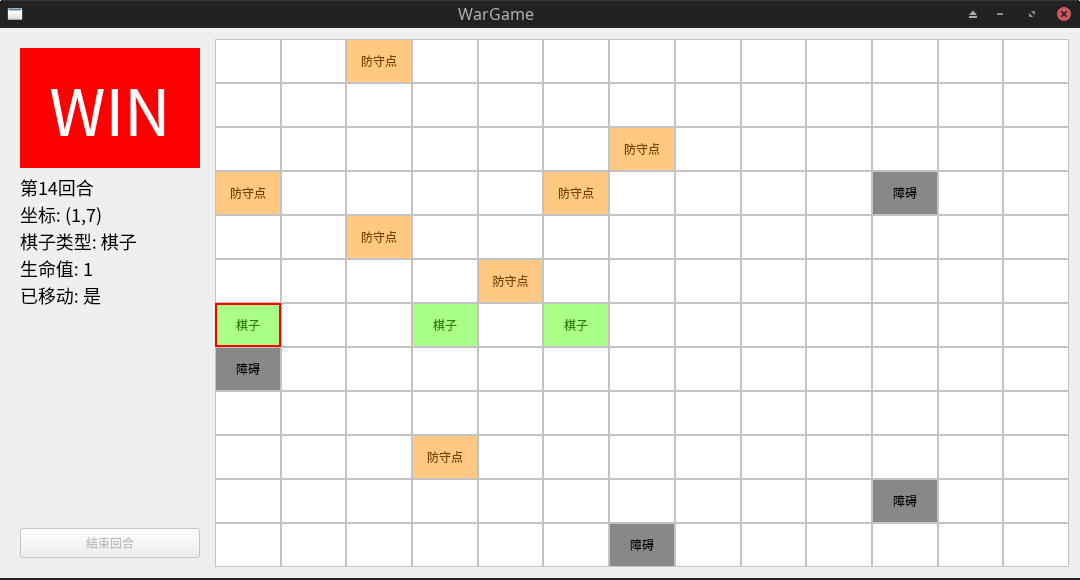 WarGame
WIN
第14回合
坐标: (1,7)
棋子类型: 棋子
生命值: 1
已移动: 是
结束回合
防守点
防守点
防守点 防守点 障碍
防守点
防守点
棋子 棋子 棋子
障碍
防守点
障碍
障碍